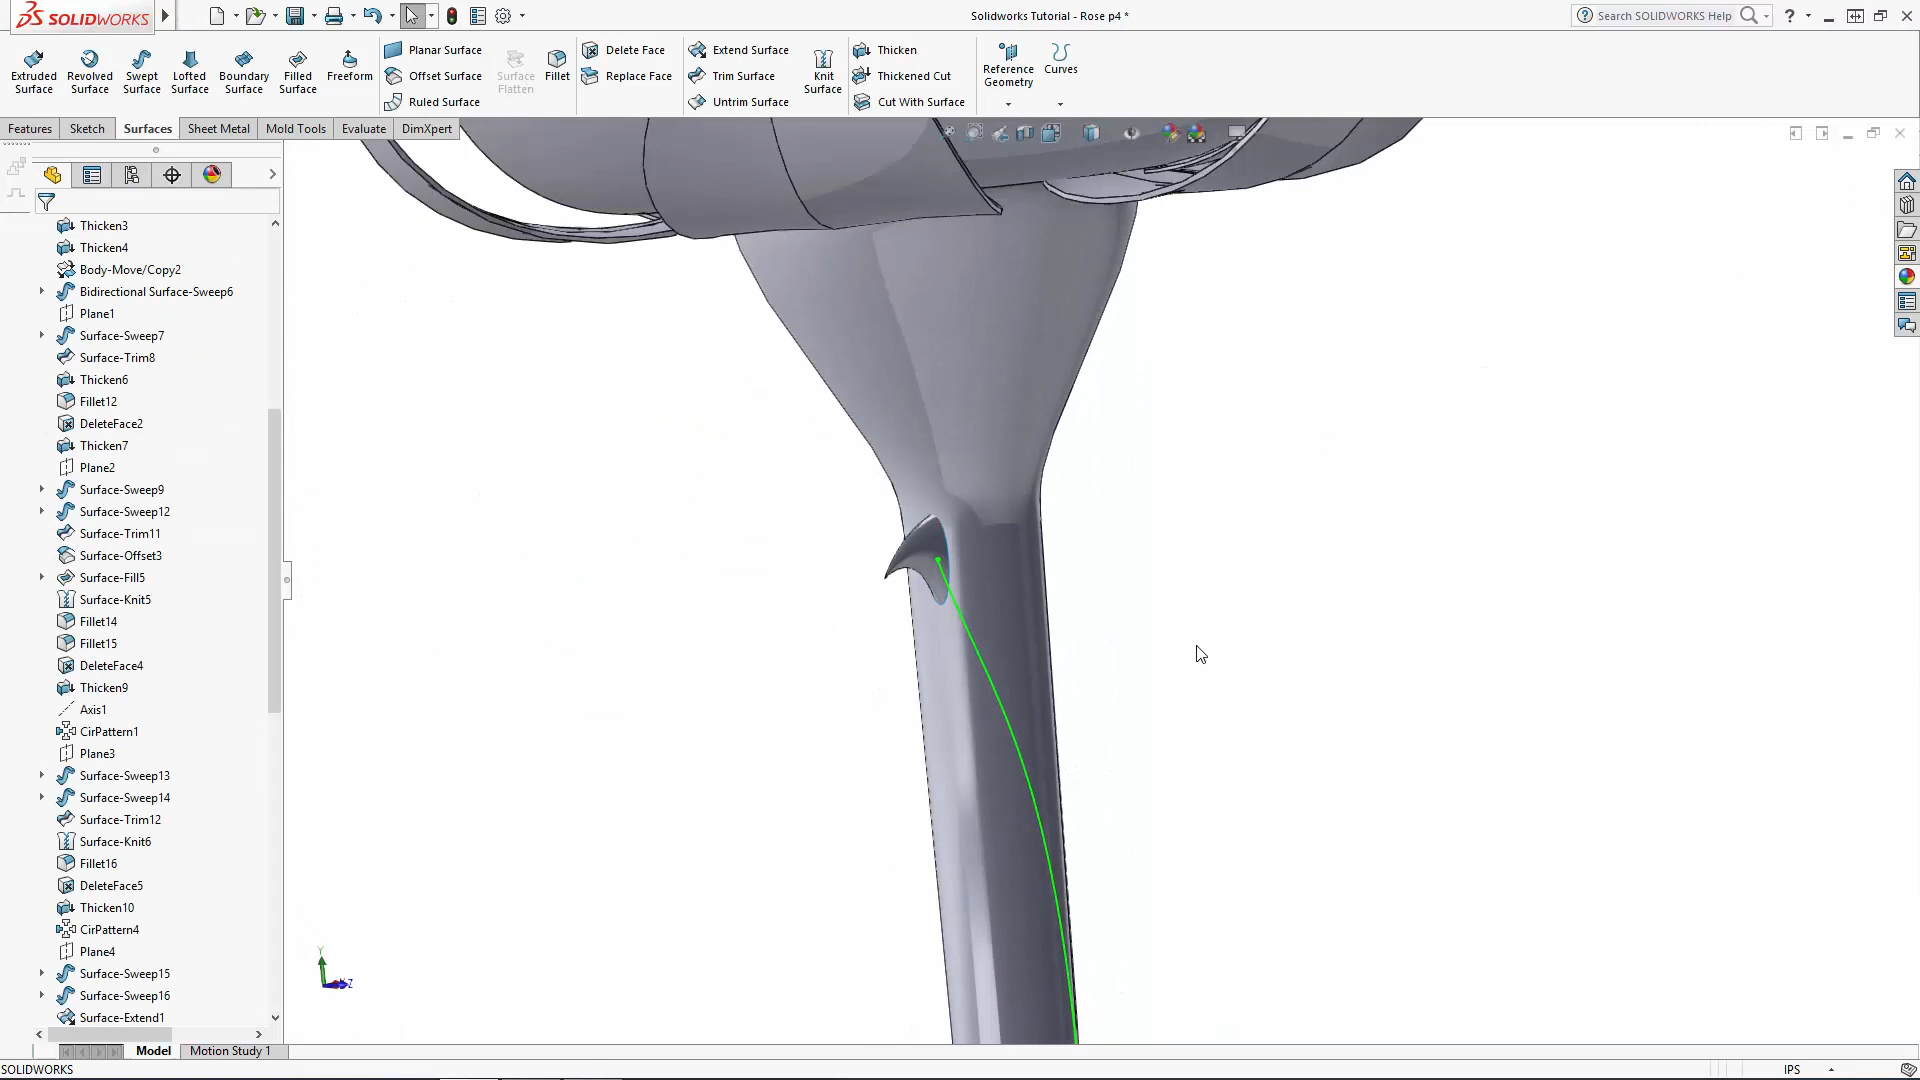 SOLIDWORKS
Solidworks Tutorial - Rose p4 *
Search SOLIDWORKS Help
Extruded Surface
Revolved Surface
Swept Surface
Lofted Surface
Boundary Surface
Filled Surface
Freeform
Planar Surface
Offset Surface
Ruled Surface
Surface Flatten
Fillet
Delete Face
Replace Face
Extend Surface
Trim Surface
Untrim Surface
Knit Surface
Thicken
Thickened Cut
Cut With Surface
Reference Geometry
Curves
Features
Sketch
Surfaces
Sheet Metal
Mold Tools
Evaluate
DimXpert
Thicken3
Thicken4
Body-Move/Copy2
Bidirectional Surface-Sweep6
Plane1
Surface-Sweep7
Surface-Trim8
Thicken6
Fillet12
DeleteFace2
Thicken7
Plane2
Surface-Sweep9
Surface-Sweep12
Surface-Trim11
Surface-Offset3
Surface-Fill5
Surface-Knit5
Fillet14
Fillet15
DeleteFace4
Thicken9
Axis1
CirPattern1
Plane3
Surface-Sweep13
Surface-Sweep14
Surface-Trim12
Surface-Knit6
Fillet16
DeleteFace5
Thicken10
CirPattern4
Plane4
Surface-Sweep15
Surface-Sweep16
Surface-Extend1
Y
Z
Model
Motion Study 1
SOLIDWORKS
IPS